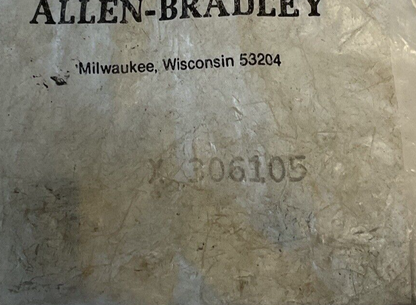 ALLEN-BRADLEY
Milwaukee, Wisconsin 53204
X 306105